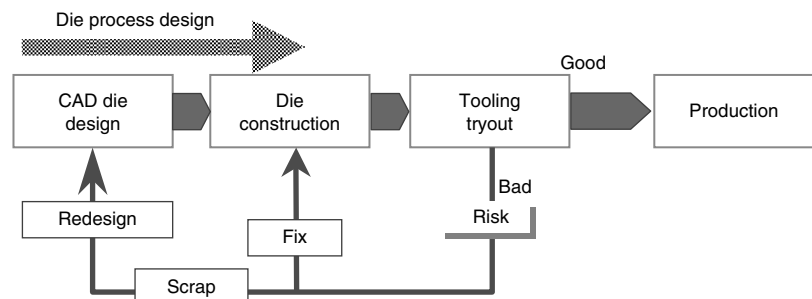 Die process design
CAD die
design
Die
construction
Tooling
tryout
Good
Production
Bad
Risk
Redesign
Fix
Scrap